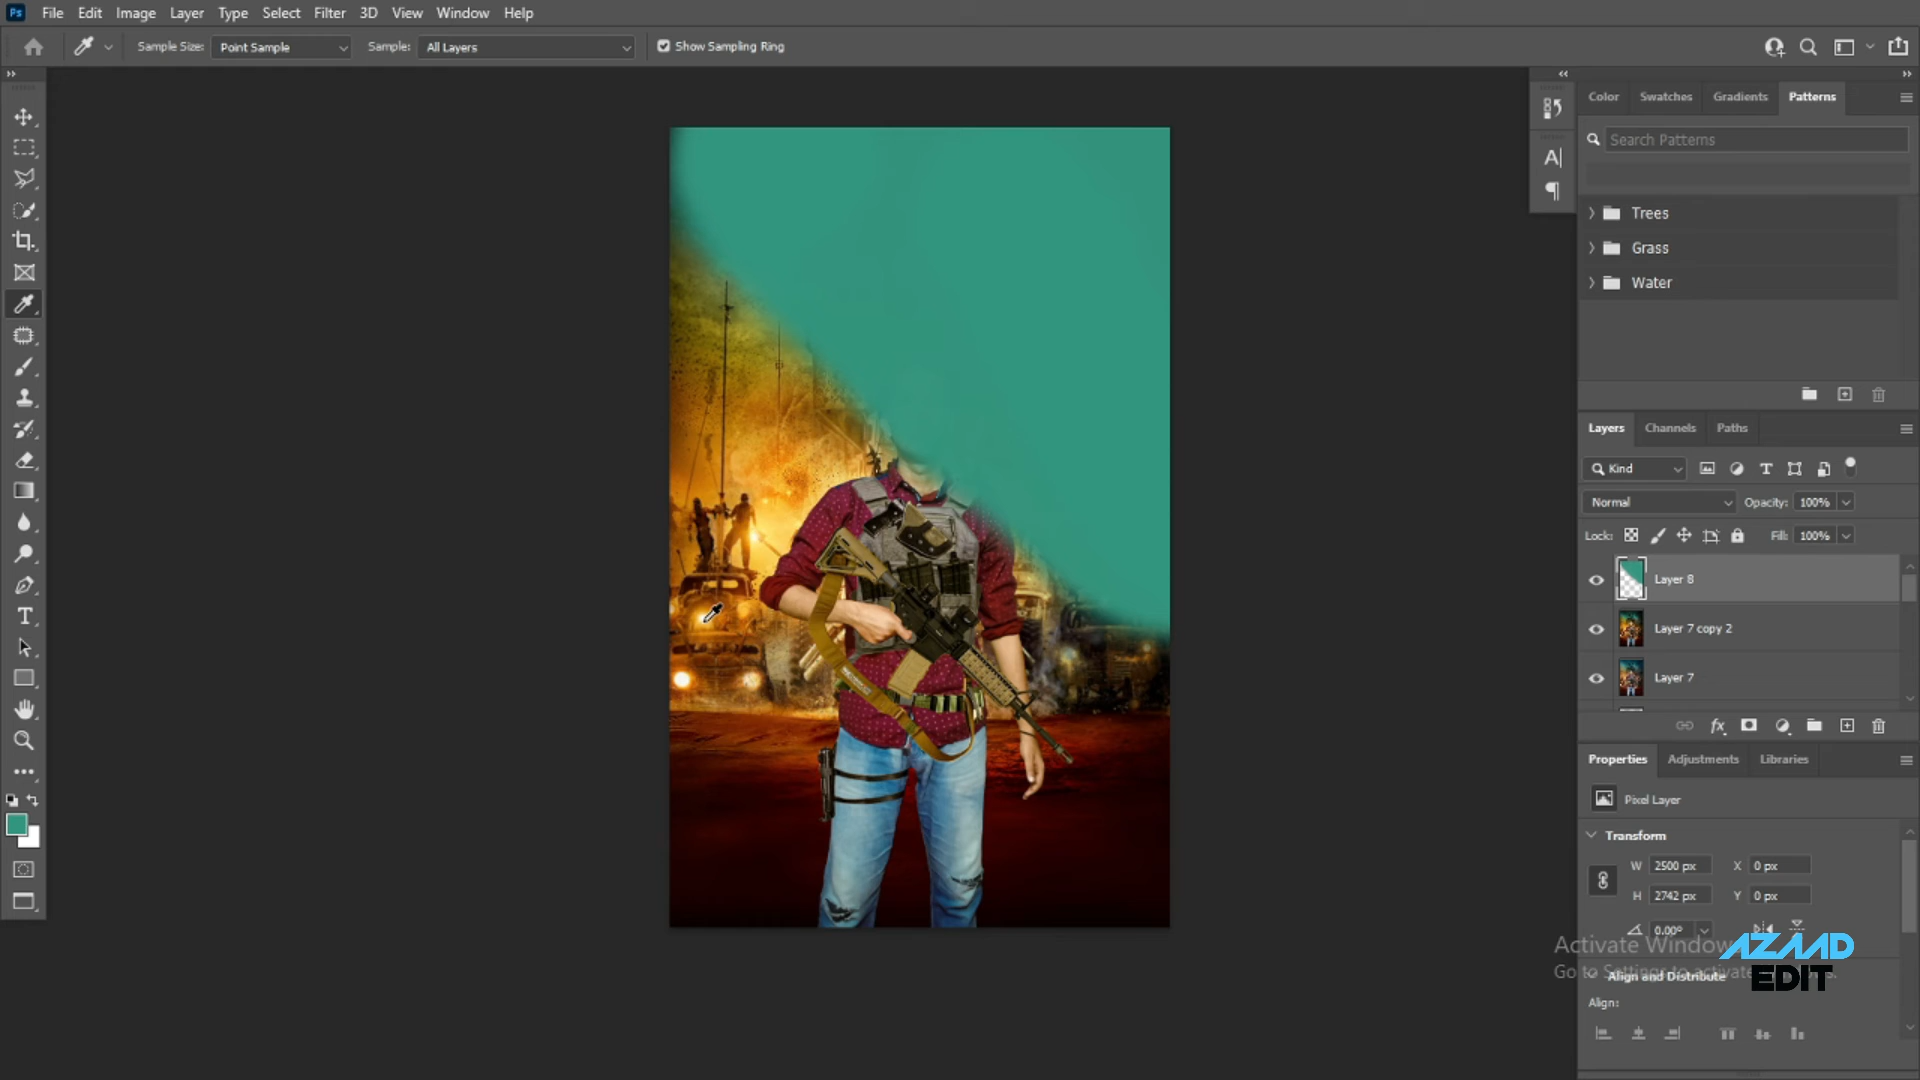 Ps File Edit Image Layer Type Select Filter 3D View Window Help
Sample Size: Point Sample Sample: All Layers Show Sampling Ring
Color Swatches Gradients Patterns
Search Patterns
Trees
Grass
Water
Layers Channels Paths
Kind
Normal Opacity: 100%
Lock: Fill: 100%
Layer 8
Layer 7 copy 2
Layer 7
fx
Properties Adjustments Libraries
Pixel Layer
Transform
W 2500 px X 0 px
H 2742 px Y 0 px
0.00°
Activate Windows
Go to Settings to activate Windows.
AZAAD
EDIT
Align and Distribute
Align: